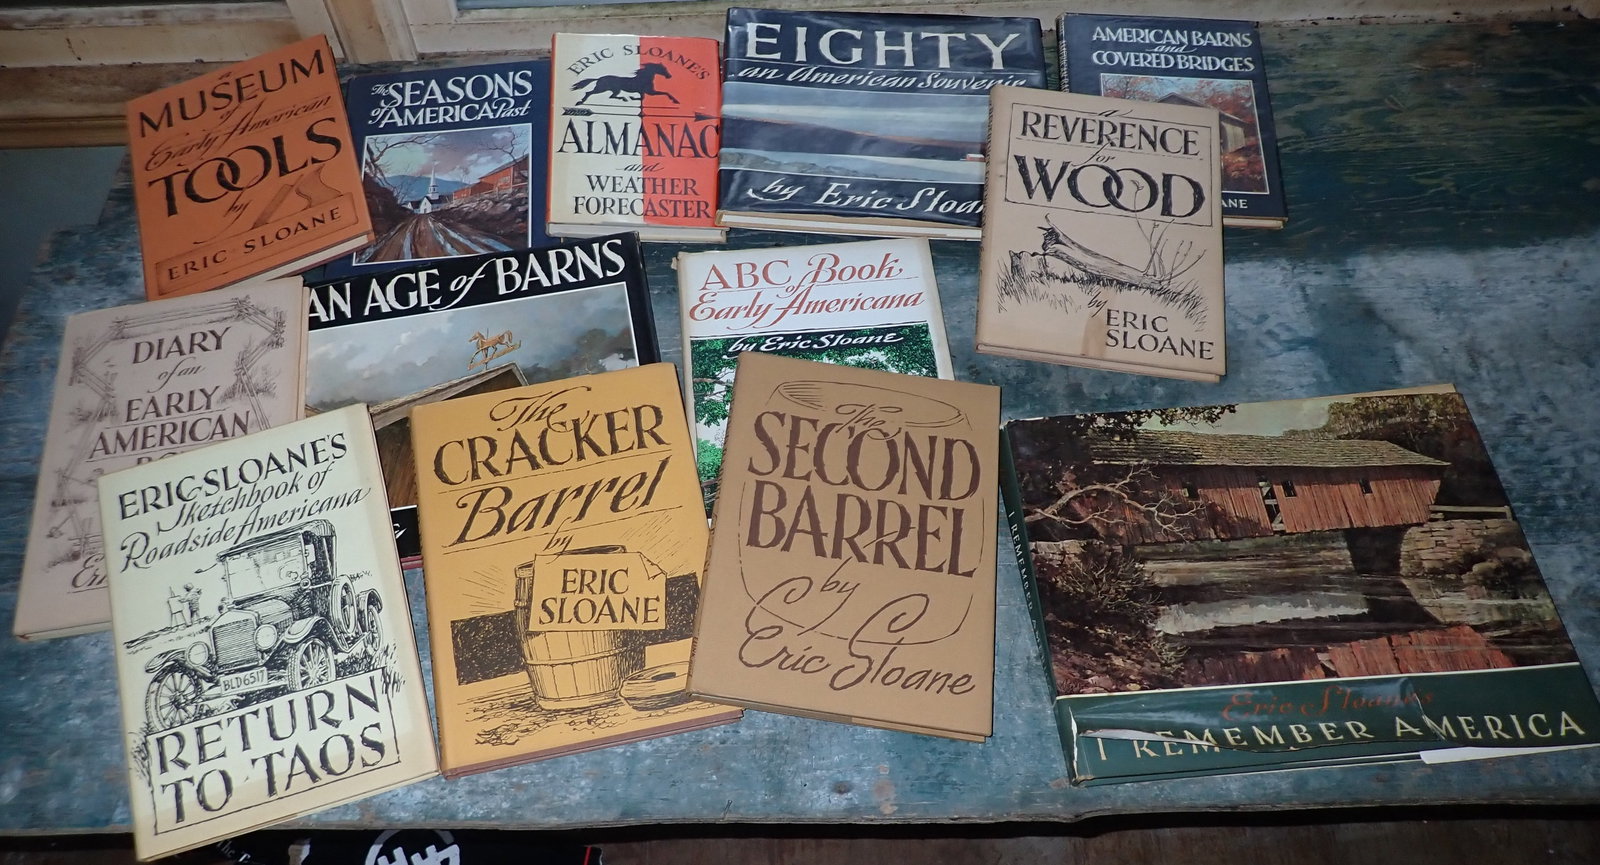 A
MUSEUM
of
Early American
TOOLS
by
ERIC SLOANE
The
SEASONS
of AMERICA Past
ERIC SLOANE'S
ALMANAC
and
WEATHER
FORECASTER
EIGHTY
an American Souvenir
by Eric Sloan
AMERICAN BARNS
and
COVERED BRIDGES
ANE
a
REVERENCE
for
WOOD
by
ERIC
SLOANE
DIARY
of an
EARLY
AMERICAN
AN AGE of BARNS
ABC Book
of
Early Americana
by Eric Sloane
ERIC SLOANE'S
Sketchbook of
Roadside Americana
BLD6517
RETURN
TO TAOS
The
CRACKER
Barrel
by
ERIC
SLOANE
The
SECOND
BARREL
by
Eric Sloane
I REMEMBER
Eric Sloane's
I REMEMBER AMERICA